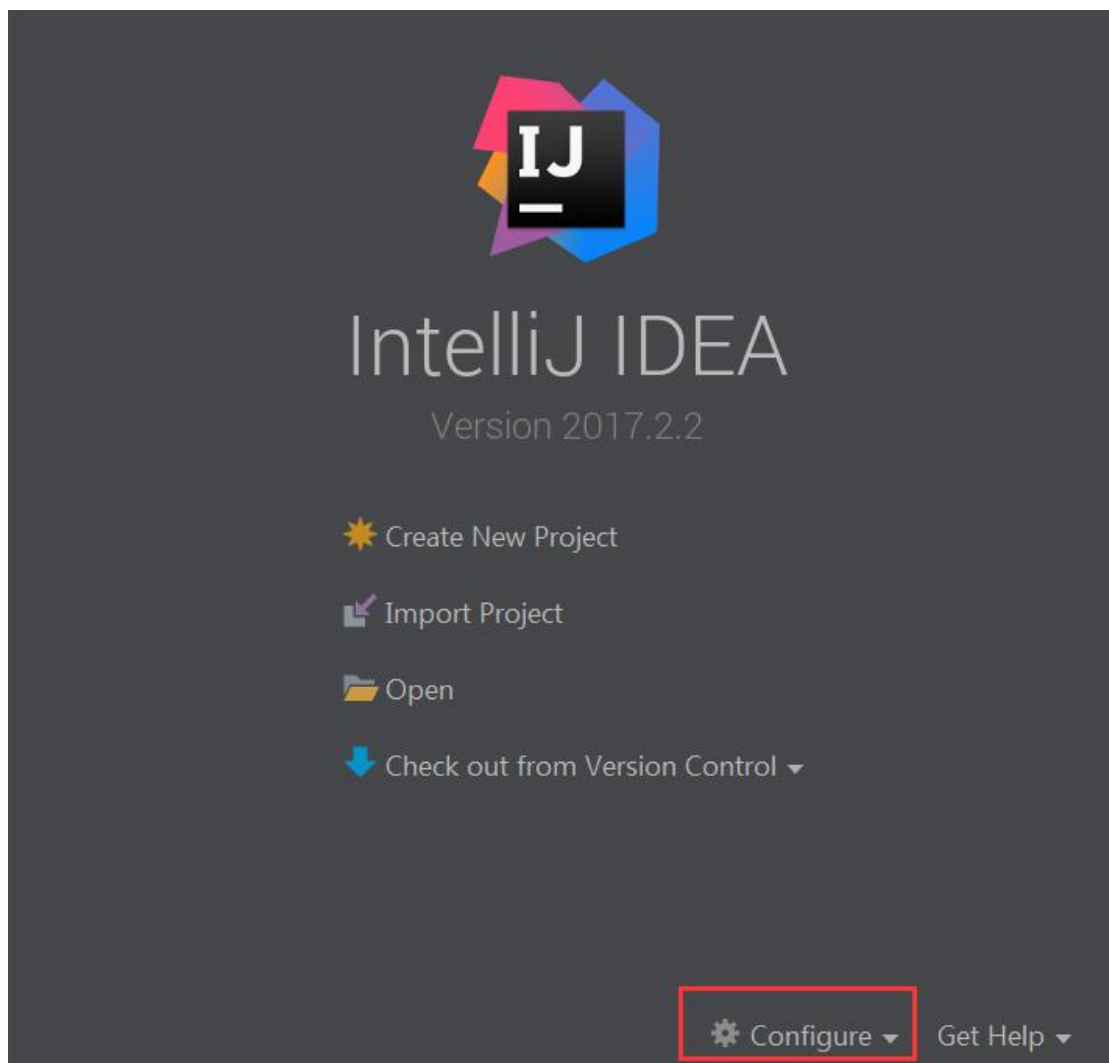 IJ
IntelliJ IDEA
Version 2017.2.2
Create New Project
Import Project
Open
Check out from Version Control
Configure Get Help